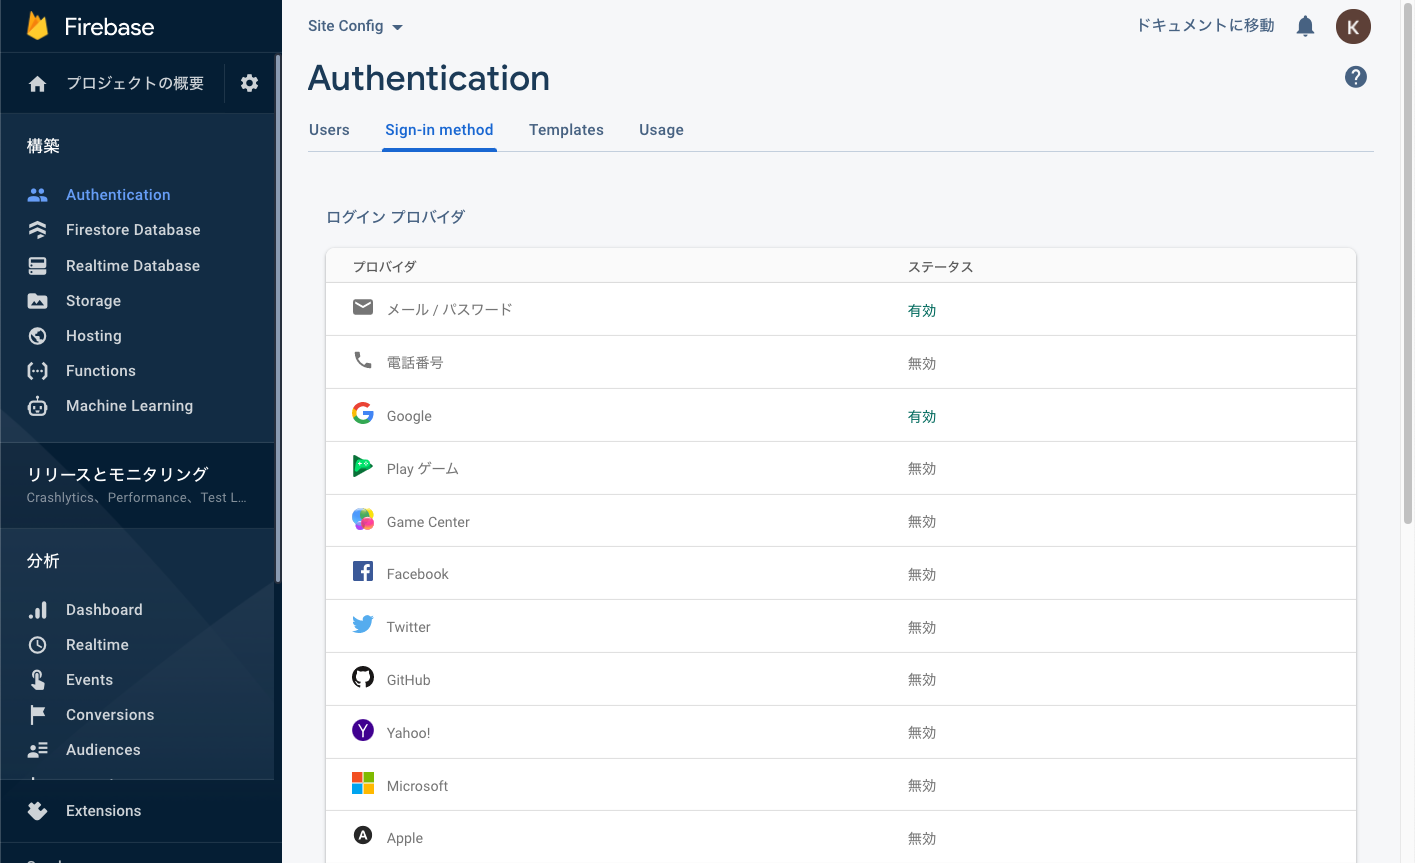 Firebase
プロジェクトの概要
構築
Authentication
Firestore Database
Realtime Database
Storage
Hosting
Functions
Machine Learning
リリースとモニタリング
Crashlytics、Performance、Test L...
分析
Dashboard
Realtime
Events
Conversions
Audiences
Extensions
Site Config
ドキュメントに移動
K
Authentication
?
Users Sign-in method Templates Usage
ログイン プロバイダ
プロバイダ ステータス
メール / パスワード 有効
電話番号 無効
Google 有効
Play ゲーム 無効
Game Center 無効
Facebook 無効
Twitter 無効
GitHub 無効
Yahoo! 無効
Microsoft 無効
Apple 無効